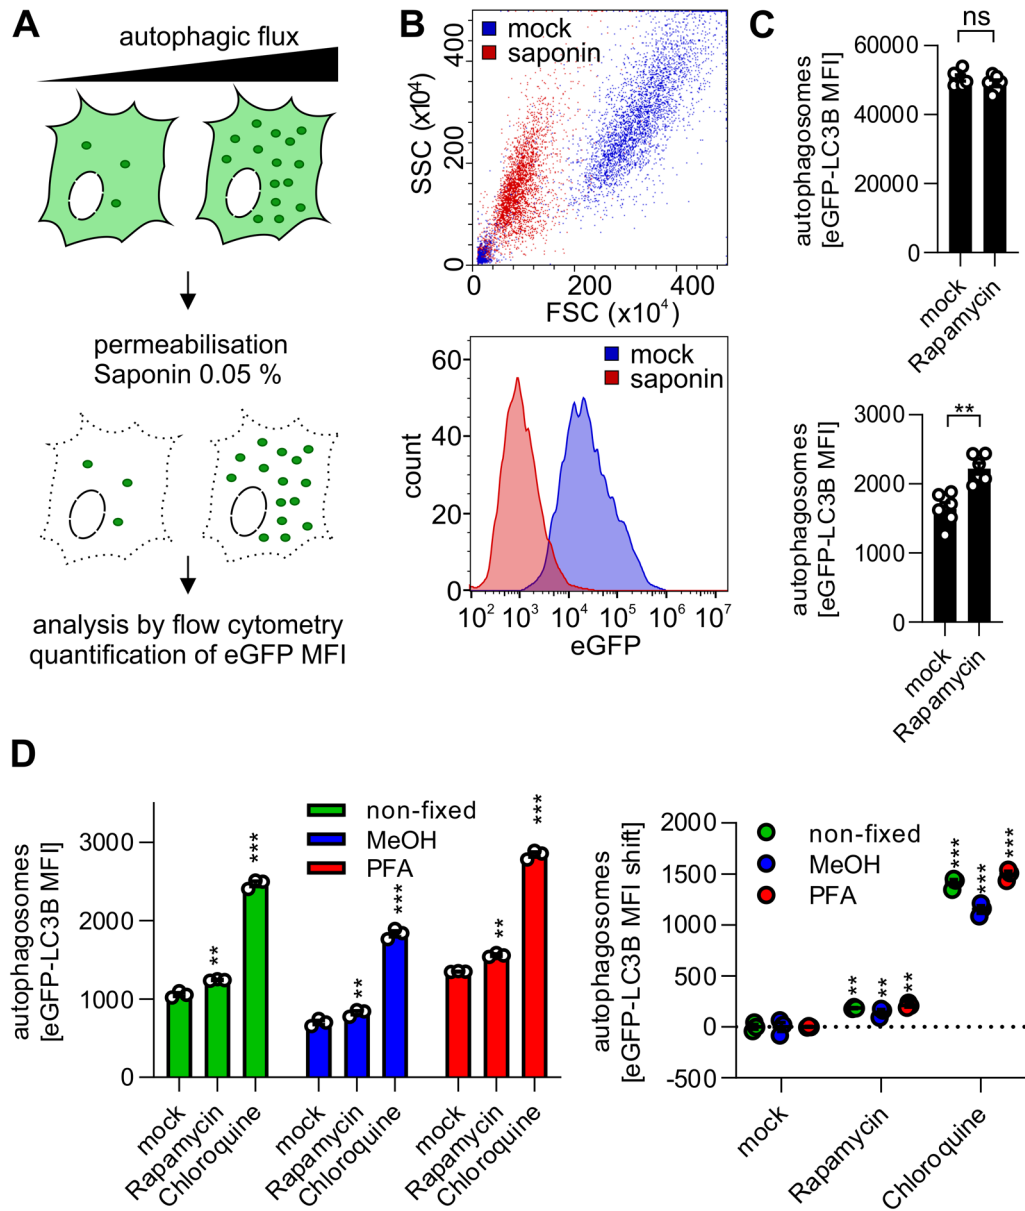 A
autophagic flux
permeabilisation
Saponin 0.05 %
analysis by flow cytometry
quantification of eGFP MFI
B
mock
saponin
SSC (x10⁴)
400
200
0
0
200
400
FSC (x10⁴)
mock
saponin
count
60
40
20
0
10²
10³
10⁴
10⁵
10⁶
10⁷
eGFP
C
ns
autophagosomes
[eGFP-LC3B MFI]
60000
40000
20000
0
mock
Rapamycin
**
autophagosomes
[eGFP-LC3B MFI]
3000
2000
1000
0
mock
Rapamycin
D
autophagosomes
[eGFP-LC3B MFI]
3000
2000
1000
0
non-fixed
MeOH
PFA
**
***
**
***
**
***
mock
Rapamycin
Chloroquine
mock
Rapamycin
Chloroquine
mock
Rapamycin
Chloroquine
autophagosomes
[eGFP-LC3B MFI shift]
2000
1500
1000
500
0
-500
non-fixed
MeOH
PFA
**
**
**
***
***
***
mock
Rapamycin
Chloroquine